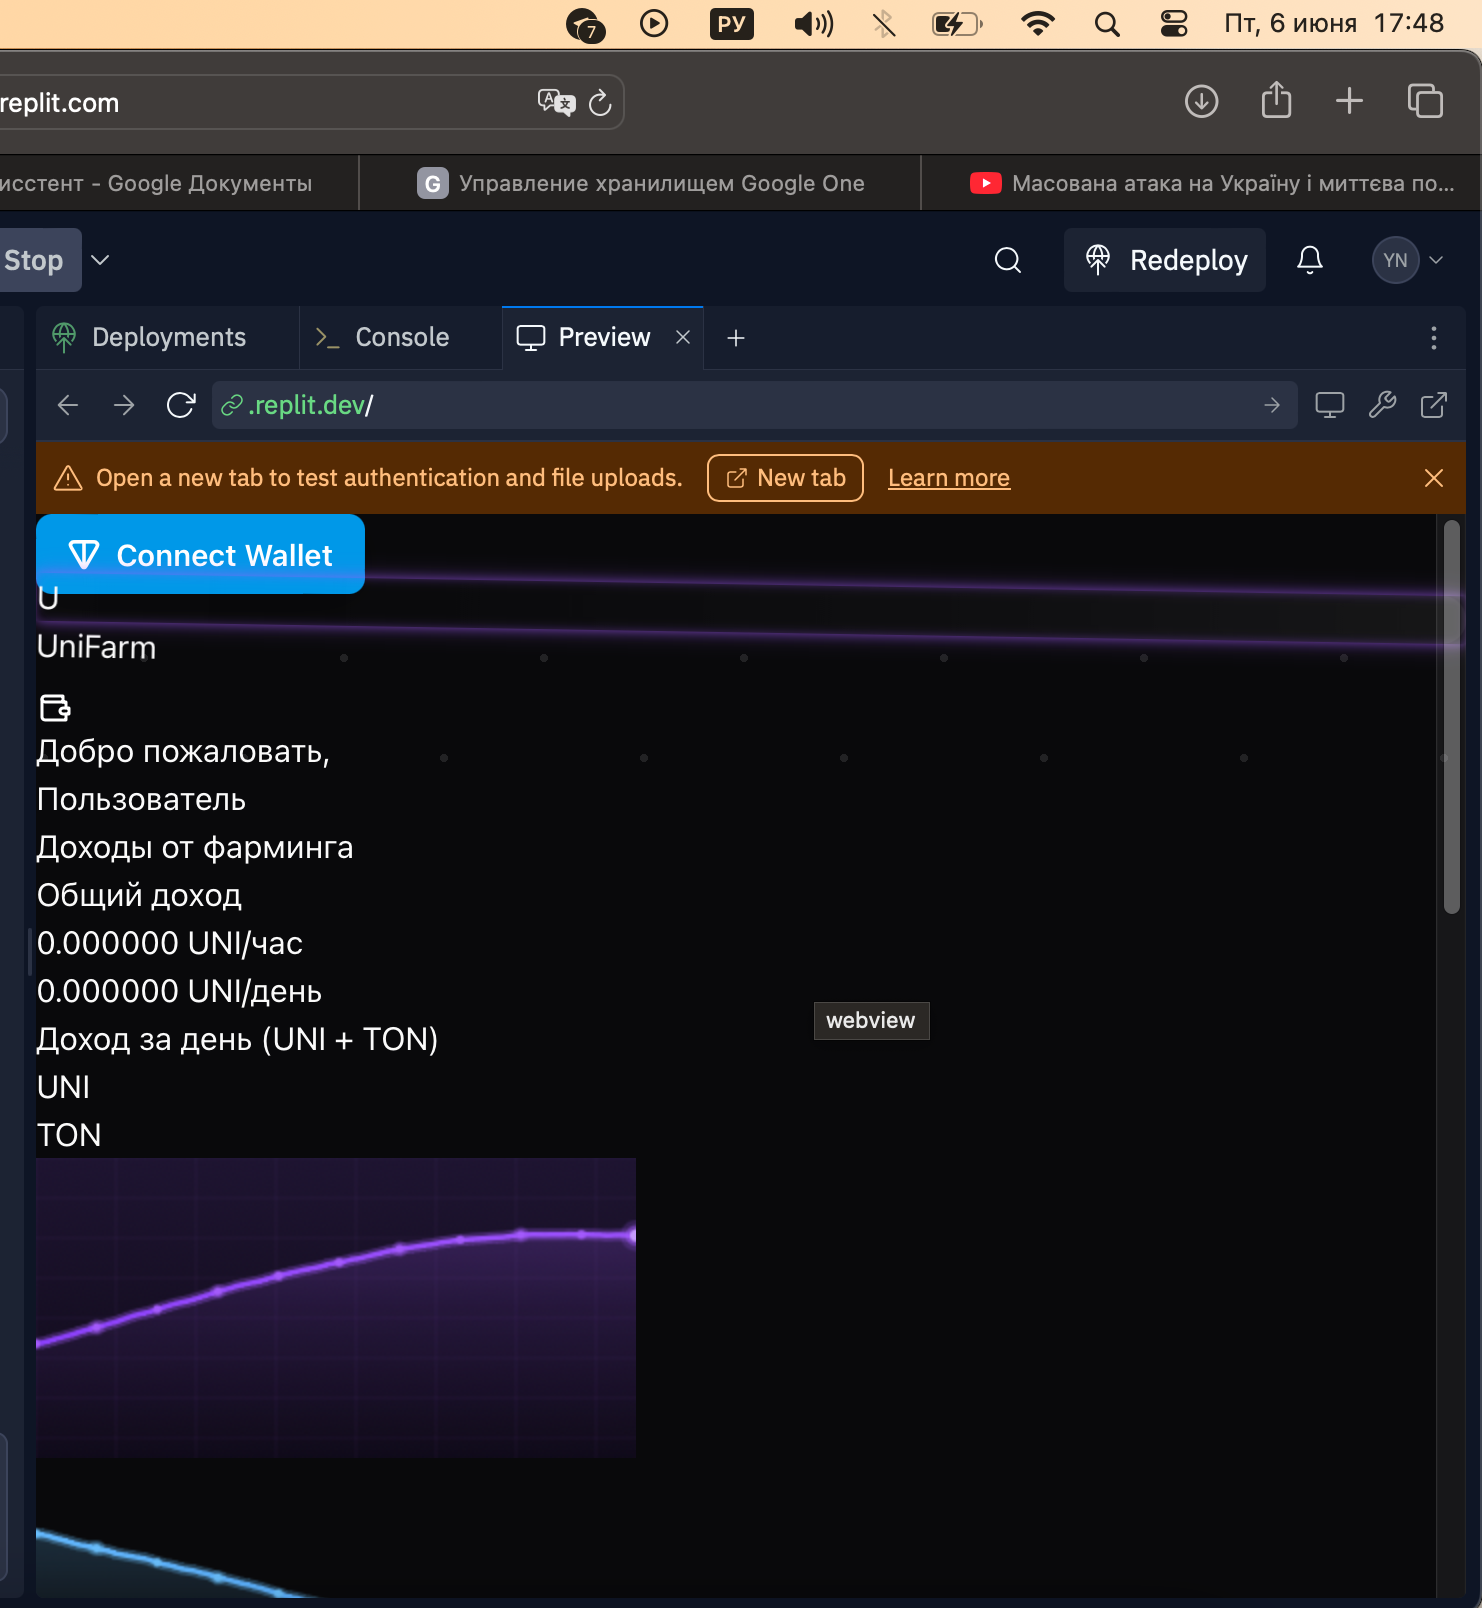 7
РУ
Пт, 6 июня 17:48
replit.com
исстент - Google Документы
G Управление хранилищем Google One
Масована атака на Україну і миттєва по...
Stop
Redeploy
YN
Deployments
Console
Preview
.replit.dev/
Open a new tab to test authentication and file uploads.
New tab
Learn more
Connect Wallet
U
UniFarm
Добро пожаловать,
Пользователь
Доходы от фарминга
Общий доход
0.000000 UNI/час
0.000000 UNI/день
webview
Доход за день (UNI + TON)
UNI
TON